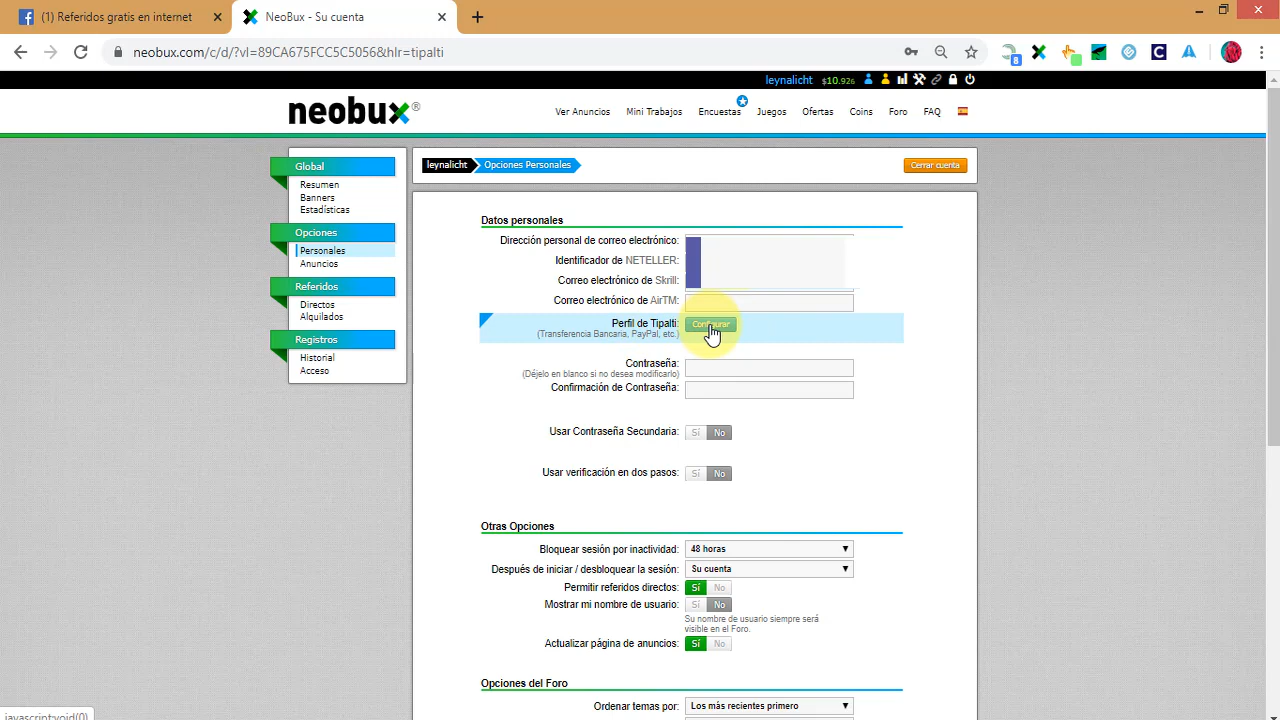 (1) Referidos gratis en internet
NeoBux - Su cuenta
neobux.com/c/d/?vl=89CA675FCC5C5056&hlr=tipalti
8
leynalicht $10.926
neobux®
Ver Anuncios Mini Trabajos Encuestas Juegos Ofertas Coins Foro FAQ
Global
Resumen
Banners
Estadísticas
Opciones
Personales
Anuncios
Referidos
Directos
Alquilados
Registros
Historial
Acceso
leynalicht Opciones Personales Cerrar cuenta
Datos personales
Dirección personal de correo electrónico:
Identificador de NETELLER:
Correo electrónico de Skrill:
Correo electrónico de AirTM:
Perfil de Tipalti: Configurar
(Transferencia Bancaria, PayPal, etc.)
Contraseña:
(Déjelo en blanco si no desea modificarlo)
Confirmación de Contraseña:
Usar Contraseña Secundaria: Sí No
Usar verificación en dos pasos: Sí No
Otras Opciones
Bloquear sesión por inactividad: 48 horas
Después de iniciar / desbloquear la sesión: Su cuenta
Permitir referidos directos: Sí No
Mostrar mi nombre de usuario: Sí No
Su nombre de usuario siempre será
visible en el Foro.
Actualizar página de anuncios: Sí No
Opciones del Foro
Ordenar temas por: Los más recientes primero
javascript:void(0)